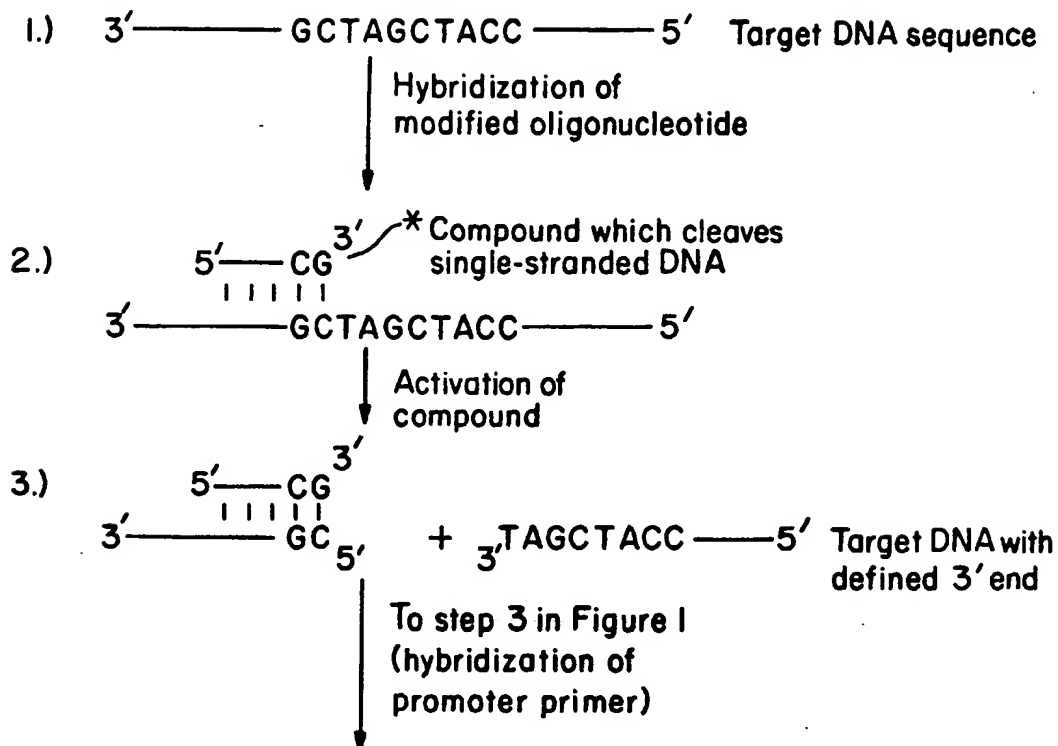 1.) 3′ GCTAGCTACC 5′ Target DNA sequence
Hybridization of
modified oligonucleotide
3′ * Compound which cleaves
2.) 5′ CG single-stranded DNA
3′ GCTAGCTACC 5′
Activation of
compound
3′
3.) 5′ CG
3′ GC 5′ + 3′ TAGCTACC 5′ Target DNA with
defined 3′ end
To step 3 in Figure 1
(hybridization of
promoter primer)